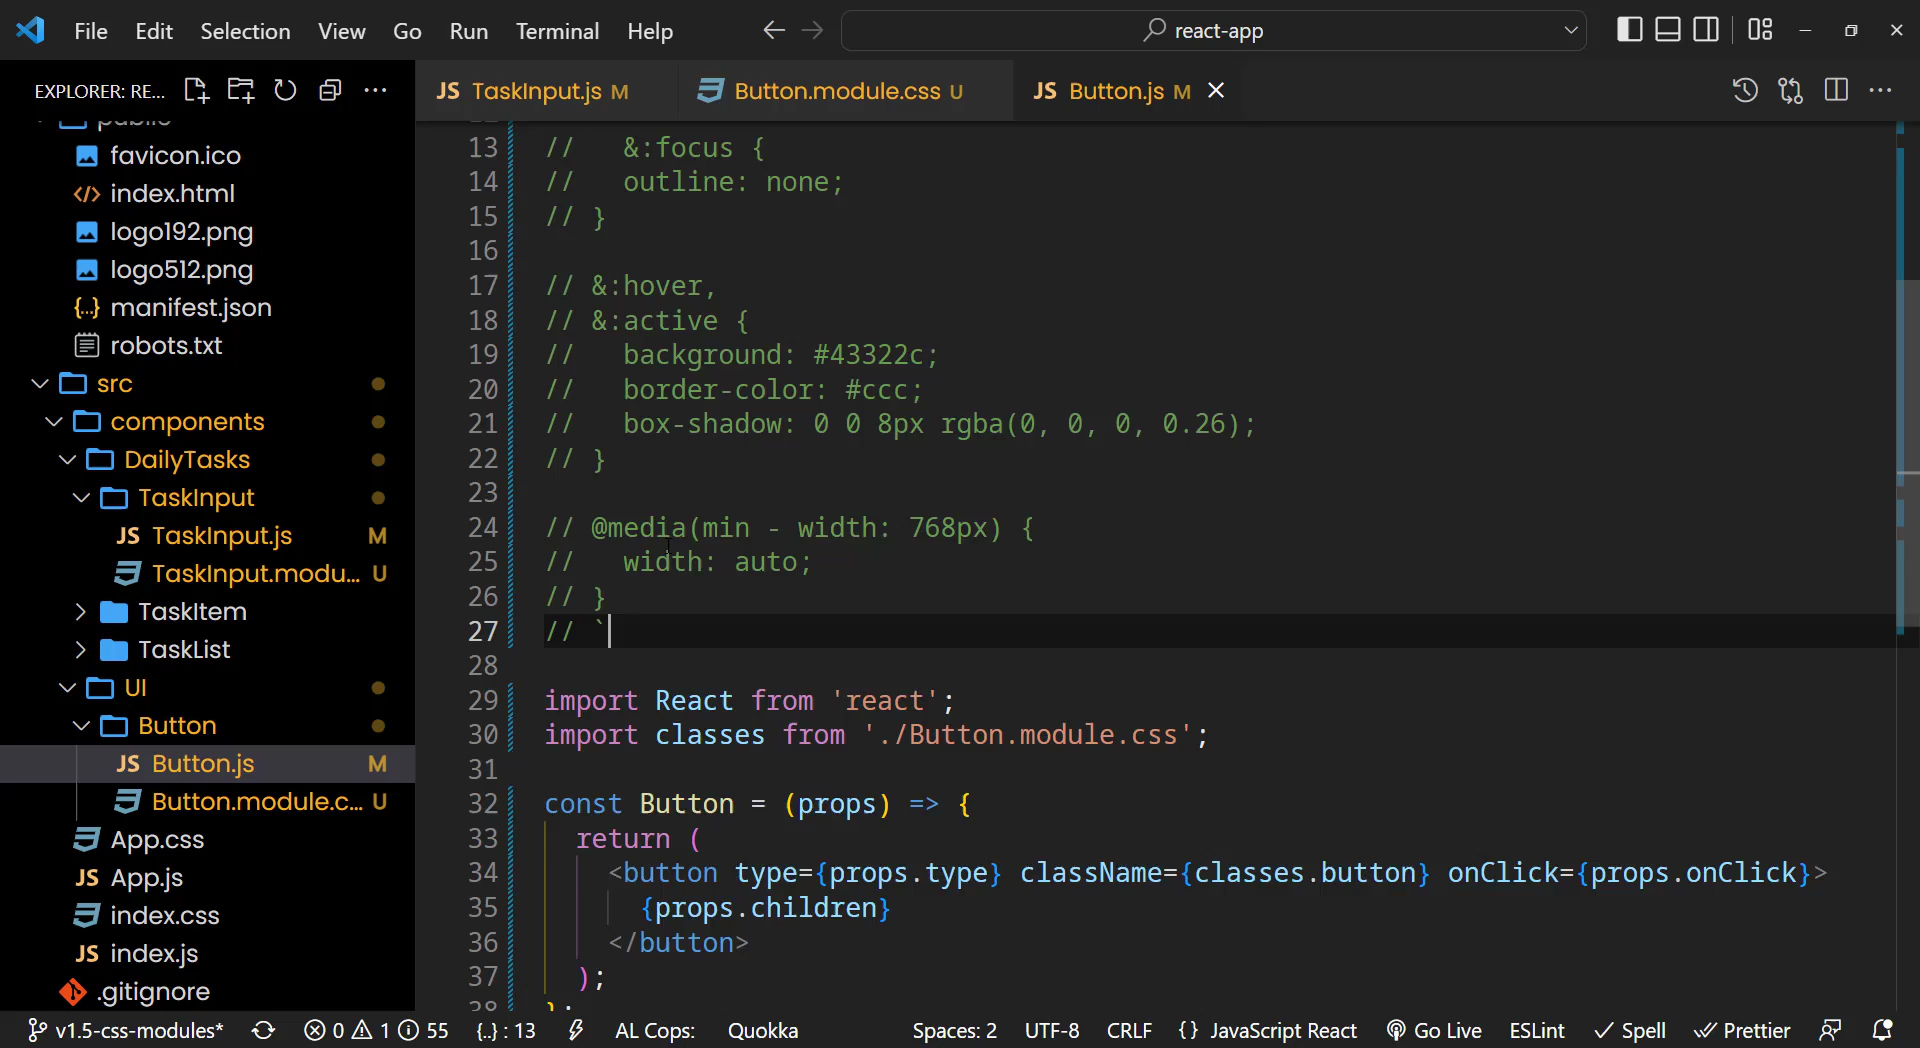 File Edit Selection View Go Run Terminal Help
react-app
EXPLORER: RE...
public
favicon.ico
</> index.html
logo192.png
logo512.png
{..} manifest.json
robots.txt
src
components
DailyTasks
TaskInput
JS TaskInput.js M
TaskInput.modu... U
TaskItem
TaskList
UI
Button
JS Button.js M
Button.module.c... U
App.css
JS App.js
index.css
JS index.js
.gitignore
JS TaskInput.js M
Button.module.css U
JS Button.js M
13 //   &:focus {
14 //   outline: none;
15 // }
16
17 // &:hover,
18 // &:active {
19 //   background: #43322c;
20 //   border-color: #ccc;
21 //   box-shadow: 0 0 8px rgba(0, 0, 0, 0.26);
22 // }
23
24 // @media(min - width: 768px) {
25 //   width: auto;
26 // }
27 // `
28
29 import React from 'react';
30 import classes from './Button.module.css';
31
32 const Button = (props) => {
33   return (
34     <button type={props.type} className={classes.button} onClick={props.onClick}>
35       {props.children}
36     </button>
37   );
38 };
v1.5-css-modules* 0 1 55 {..} : 13 AL Cops: Quokka Spaces: 2 UTF-8 CRLF {} JavaScript React Go Live ESLint Spell Prettier